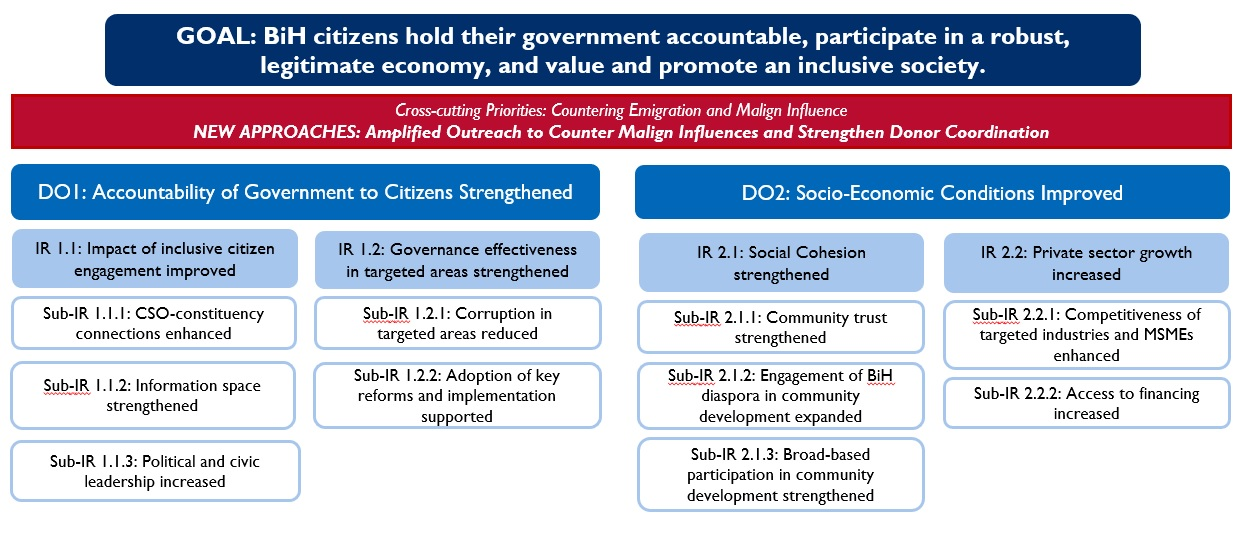 GOAL: BiH citizens hold their government accountable, participate in a robust,
legitimate economy, and value and promote an inclusive society.
Cross-cutting Priorities: Countering Emigration and Malign Influence
NEW APPROACHES: Amplified Outreach to Counter Malign Influences and Strengthen Donor Coordination
DO1: Accountability of Government to Citizens Strengthened
IR 1.1: Impact of inclusive citizen
engagement improved
Sub-IR 1.1.1: CSO-constituency
connections enhanced
Sub-IR 1.1.2: Information space
strengthened
Sub-IR 1.1.3: Political and civic
leadership increased
IR 1.2: Governance effectiveness
in targeted areas strengthened
Sub-IR 1.2.1: Corruption in
targeted areas reduced
Sub-IR 1.2.2: Adoption of key
reforms and implementation
supported
DO2: Socio-Economic Conditions Improved
IR 2.1: Social Cohesion
strengthened
Sub-IR 2.1.1: Community trust
strengthened
Sub-IR 2.1.2: Engagement of BiH
diaspora in community
development expanded
Sub-IR 2.1.3: Broad-based
participation in community
development strengthened
IR 2.2: Private sector growth
increased
Sub-IR 2.2.1: Competitiveness of
targeted industries and MSMEs
enhanced
Sub-IR 2.2.2: Access to financing
increased